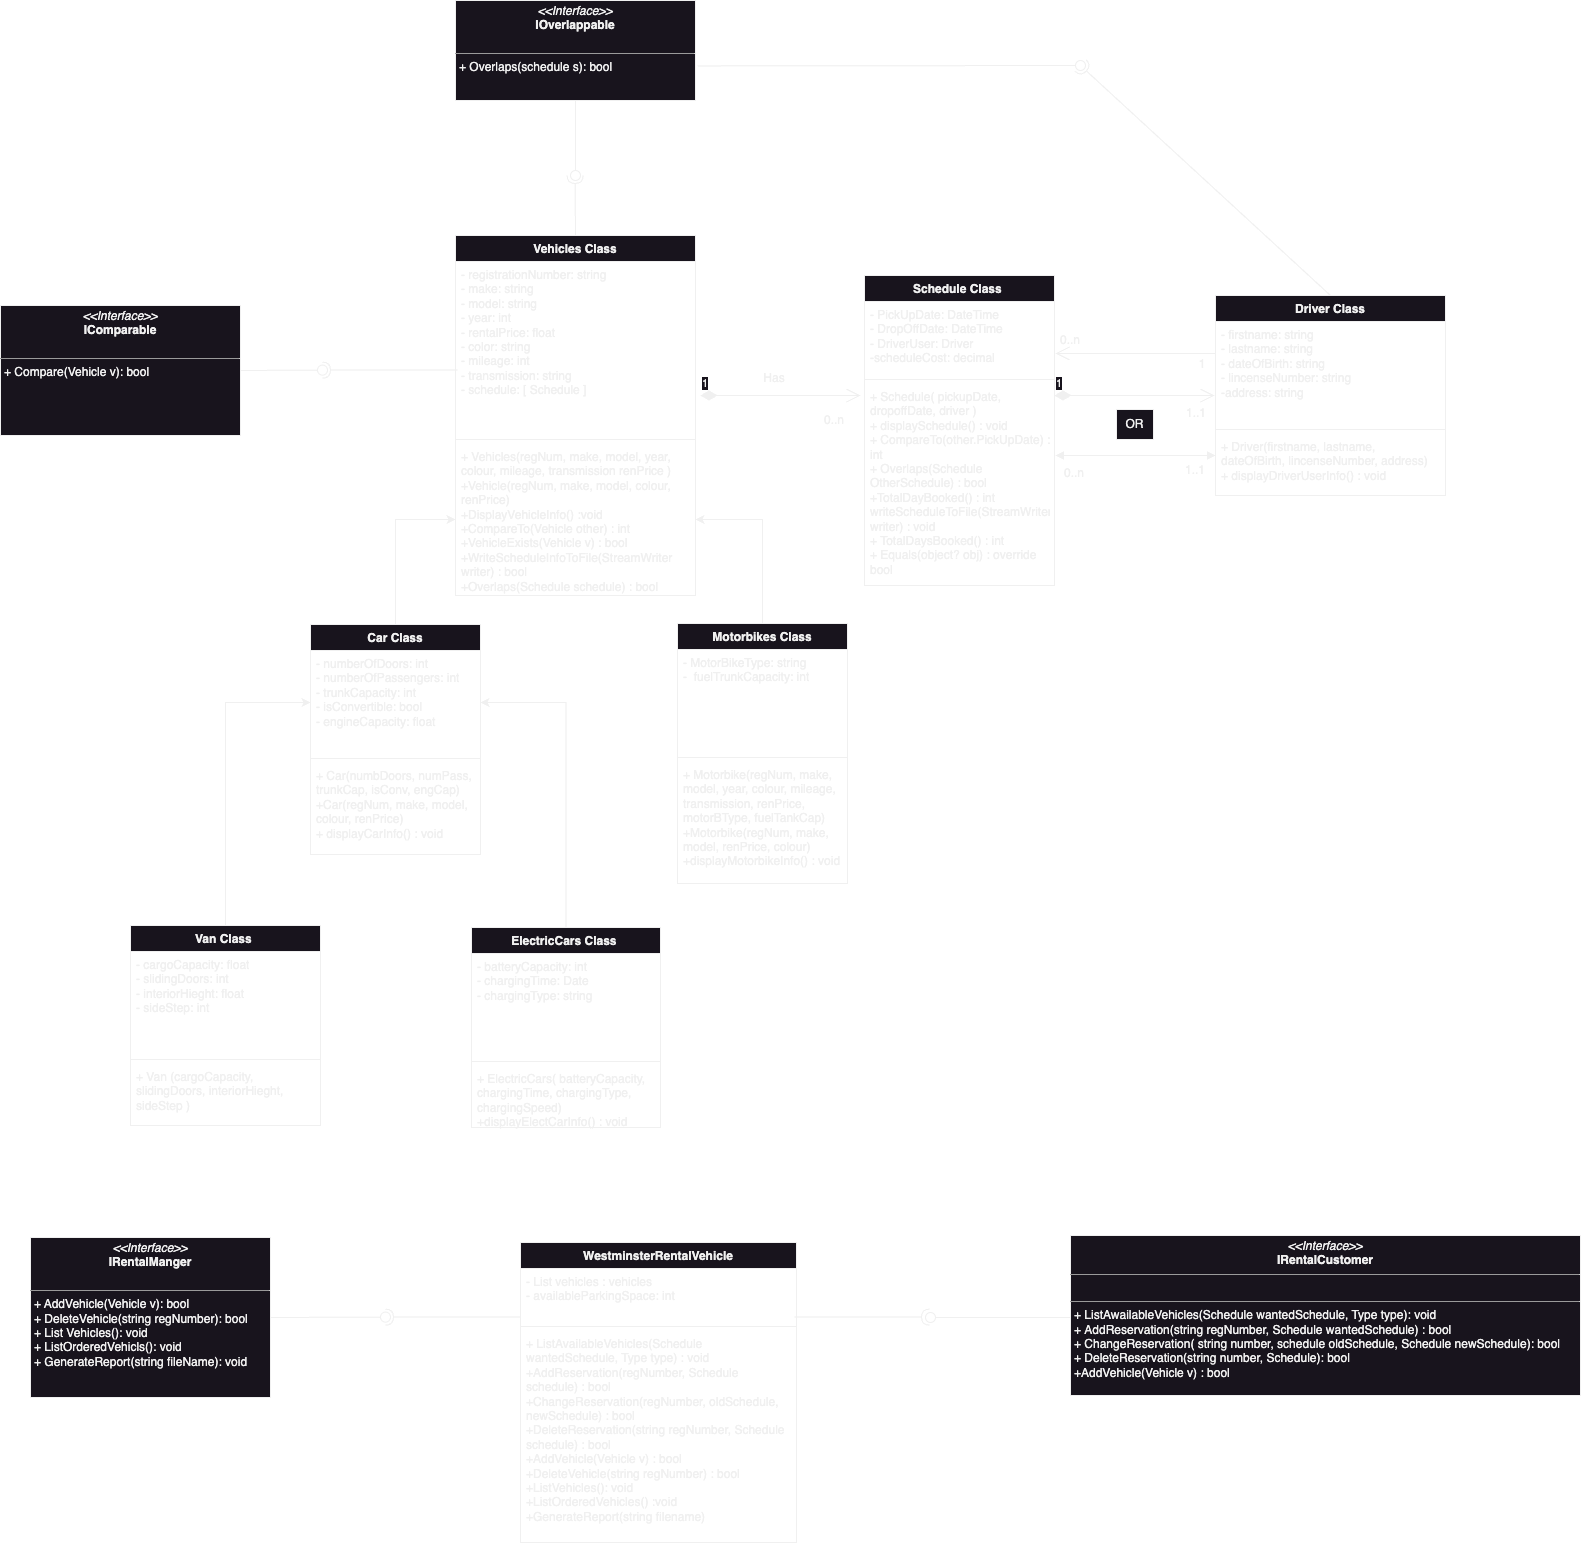 <<Interface>>
IOverlappable
+ Overlaps(schedule s): bool
Vehicles Class
- registrationNumber: string
- make: string
- model: string
- year: int
- rentalPrice: float
- color: string
- mileage: int
- transmission: string
- schedule: [ Schedule ]
+ Vehicles(regNum, make, model, year,
colour, mileage, transmission renPrice )
+Vehicle(regNum, make, model, colour,
renPrice)
+DisplayVehicleInfo() :void
+CompareTo(Vehicle other) : int
+VehicleExists(Vehicle v) : bool
+WriteScheduleInfoToFile(StreamWriter
writer) : bool
+Overlaps(Schedule schedule) : bool
<<Interface>>
IComparable
+ Compare(Vehicle v): bool
1
Has
0..n
Schedule Class
- PickUpDate: DateTime
- DropOffDate: DateTime
- DriverUser: Driver
-scheduleCost: decimal
+ Schedule( pickupDate,
dropoffDate, driver )
+ displaySchedule() : void
+ CompareTo(other.PickUpDate) :
int
+ Overlaps(Schedule
OtherSchedule) : bool
+TotalDayBooked() : int
writeScheduleToFile(StreamWriter
writer) : void
+ TotalDaysBooked() : int
+ Equals(object? obj) : override
bool
0..n
1
1
1..1
OR
0..n
1..1
Driver Class
- firstname: string
- lastname: string
- dateOfBirth: string
- lincenseNumber: string
-address: string
+ Driver(firstname, lastname,
dateOfBirth, lincenseNumber, address)
+ displayDriverUserInfo() : void
Car Class
- numberOfDoors: int
- numberOfPassengers: int
- trunkCapacity: int
- isConvertible: bool
- engineCapacity: float
+ Car(numbDoors, numPass,
trunkCap, isConv, engCap)
+Car(regNum, make, model,
colour, renPrice)
+ displayCarInfo() : void
Motorbikes Class
- MotorBikeType: string
- fuelTrunkCapacity: int
+ Motorbike(regNum, make,
model, year, colour, mileage,
transmission, renPrice,
motorBType, fuelTankCap)
+Motorbike(regNum, make,
model, renPrice, colour)
+displayMotorbikeInfo() : void
Van Class
- cargoCapacity: float
- slidingDoors: int
- interiorHieght: float
- sideStep: int
+ Van (cargoCapacity,
slidingDoors, interiorHieght,
sideStep )
ElectricCars Class
- batteryCapacity: int
- chargingTime: Date
- chargingType: string
+ ElectricCars( batteryCapacity,
chargingTime, chargingType,
chargingSpeed)
+displayElectCarInfo() : void
<<Interface>>
IRentalManger
+ AddVehicle(Vehicle v): bool
+ DeleteVehicle(string regNumber): bool
+ List Vehicles(): void
+ ListOrderedVehicls(): void
+ GenerateReport(string fileName): void
WestminsterRentalVehicle
- List vehicles : vehicles
- availableParkingSpace: int
+ ListAvailableVehicles(Schedule
wantedSchedule, Type type) : void
+AddReservation(regNumber, Schedule
schedule) : bool
+ChangeReservation(regNumber, oldSchedule,
newSchedule) : bool
+DeleteReservation(string regNumber, Schedule
schedule) : bool
+AddVehicle(Vehicle v) : bool
+DeleteVehicle(string regNumber) : bool
+ListVehicles(): void
+ListOrderedVehicles() :void
+GenerateReport(string filename)
<<Interface>>
IRentalCustomer
+ ListAwailableVehicles(Schedule wantedSchedule, Type type): void
+ AddReservation(string regNumber, Schedule wantedSchedule) : bool
+ ChangeReservation( string number, schedule oldSchedule, Schedule newSchedule): bool
+ DeleteReservation(string number, Schedule): bool
+AddVehicle(Vehicle v) : bool